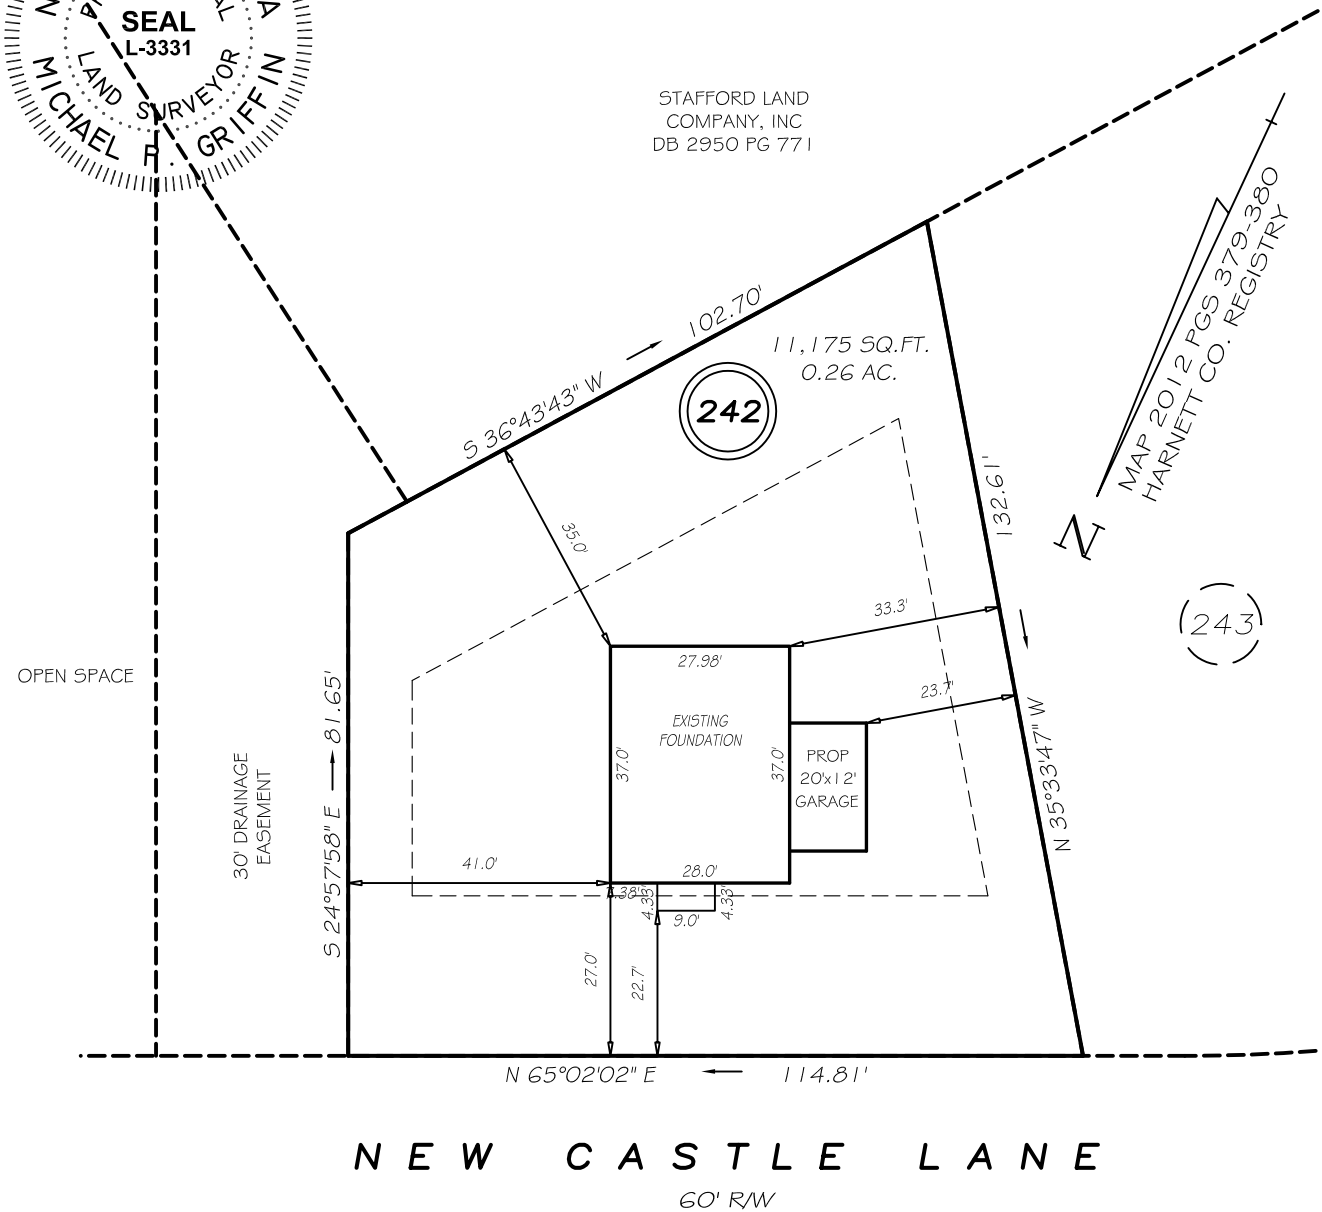 SEAL
L-3331
LAND SURVEYOR
MICHAEL P. GRIFFIN
STAFFORD LAND
COMPANY, INC
DB 2950 PG 771
MAP 2012 PGS 379-380
HARNETT CO. REGISTRY
N
102.70'
S 36°43'43" W
11,175 SQ.FT.
0.26 AC.
242
132.61'
N 35°33'47" W
243
35.0'
33.3'
23.7'
27.98'
EXISTING
FOUNDATION
37.0'
37.0'
PROP
20'x12'
GARAGE
OPEN SPACE
30' DRAINAGE
EASEMENT
81.65'
S 24°57'58" E
41.0'
28.0'
7.38'
4.33'
4.33'
9.0'
27.0'
22.7'
N 65°02'02" E
114.81'
NEW CASTLE LANE
60' R/W